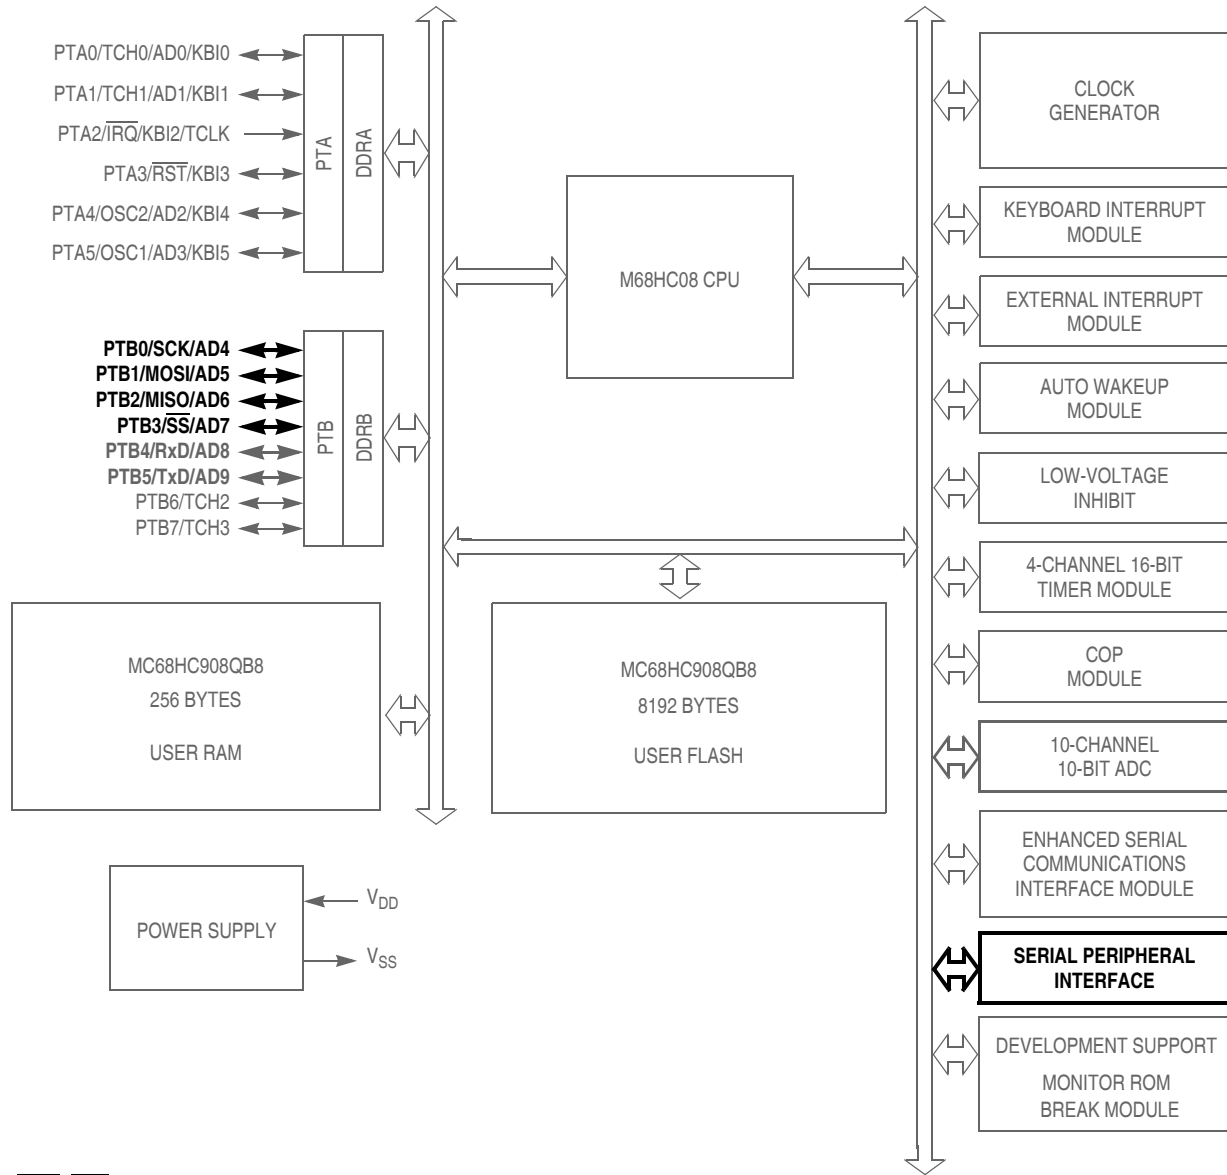 PTA0/TCH0/AD0/KBI0
PTA1/TCH1/AD1/KBI1
PTA2/IRQ/KBI2/TCLK
PTA3/RST/KBI3
PTA4/OSC2/AD2/KBI4
PTA5/OSC1/AD3/KBI5
PTA
DDRA
PTB0/SCK/AD4
PTB1/MOSI/AD5
PTB2/MISO/AD6
PTB3/SS/AD7
PTB4/RxD/AD8
PTB5/TxD/AD9
PTB6/TCH2
PTB7/TCH3
PTB
DDRB
M68HC08 CPU
MC68HC908QB8
256 BYTES
USER RAM
MC68HC908QB8
8192 BYTES
USER FLASH
POWER SUPPLY
VDD
VSS
CLOCK
GENERATOR
KEYBOARD INTERRUPT
MODULE
EXTERNAL INTERRUPT
MODULE
AUTO WAKEUP
MODULE
LOW-VOLTAGE
INHIBIT
4-CHANNEL 16-BIT
TIMER MODULE
COP
MODULE
10-CHANNEL
10-BIT ADC
ENHANCED SERIAL
COMMUNICATIONS
INTERFACE MODULE
SERIAL PERIPHERAL
INTERFACE
DEVELOPMENT SUPPORT
MONITOR ROM
BREAK MODULE